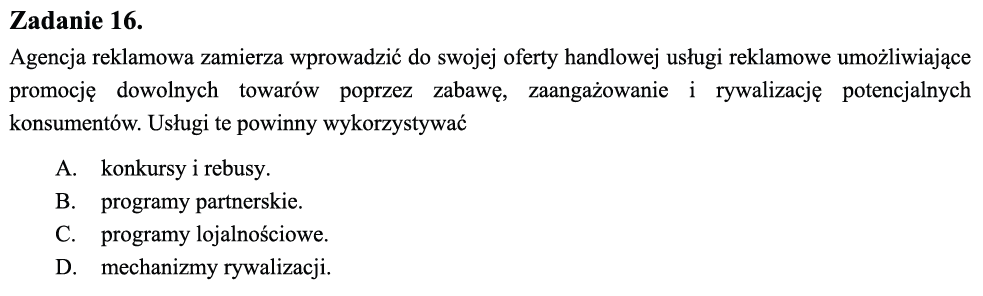 Zadanie 16.
Agencja reklamowa zamierza wprowadzić do swojej oferty handlowej usługi reklamowe umożliwiające
promocję dowolnych towarów poprzez zabawę, zaangażowanie i rywalizację potencjalnych
konsumentów. Usługi te powinny wykorzystywać
A. konkursy i rebusy.
B. programy partnerskie.
C. programy lojalnościowe.
D. mechanizmy rywalizacji.